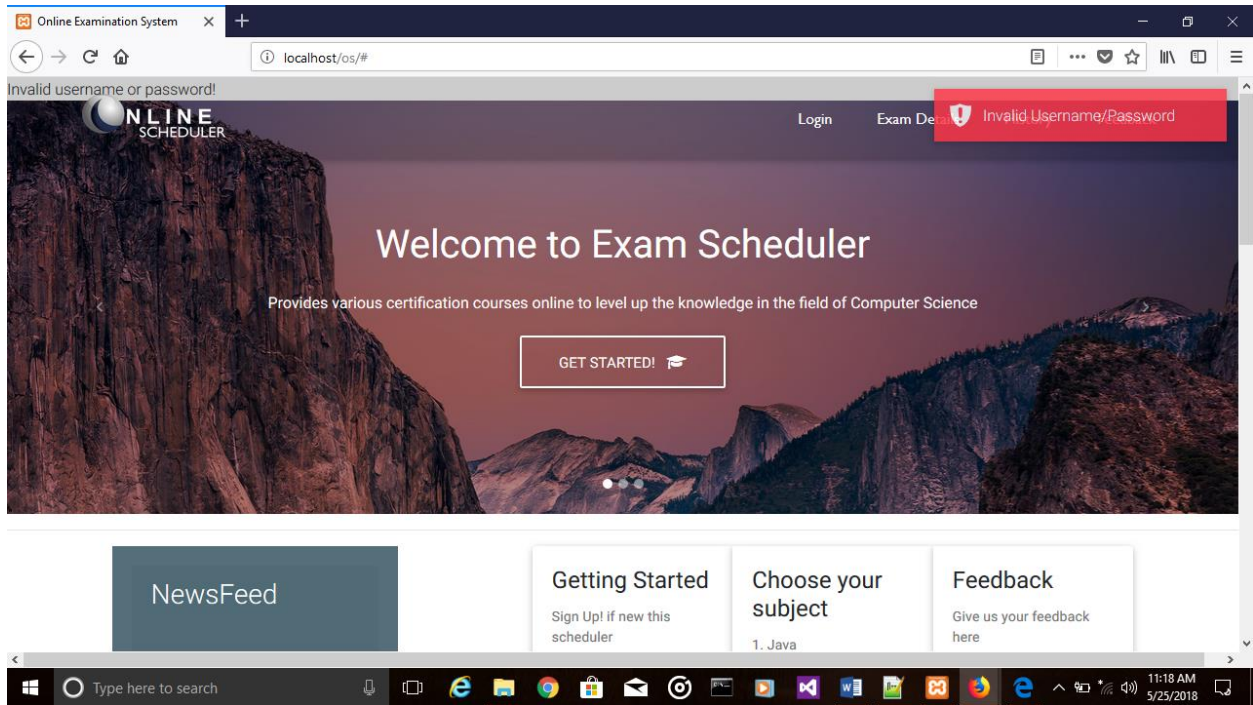 Online Examination System
localhost/os/#
Invalid username or password!
NLINE
SCHEDULER
Login Exam De
Invalid Username/Password
Welcome to Exam Scheduler
Provides various certification courses online to level up the knowledge in the field of Computer Science
GET STARTED!
NewsFeed
Getting Started
Sign Up! if new this
scheduler
Choose your
subject
1. Java
Feedback
Give us your feedback
here
Type here to search
11:18 AM
5/25/2018